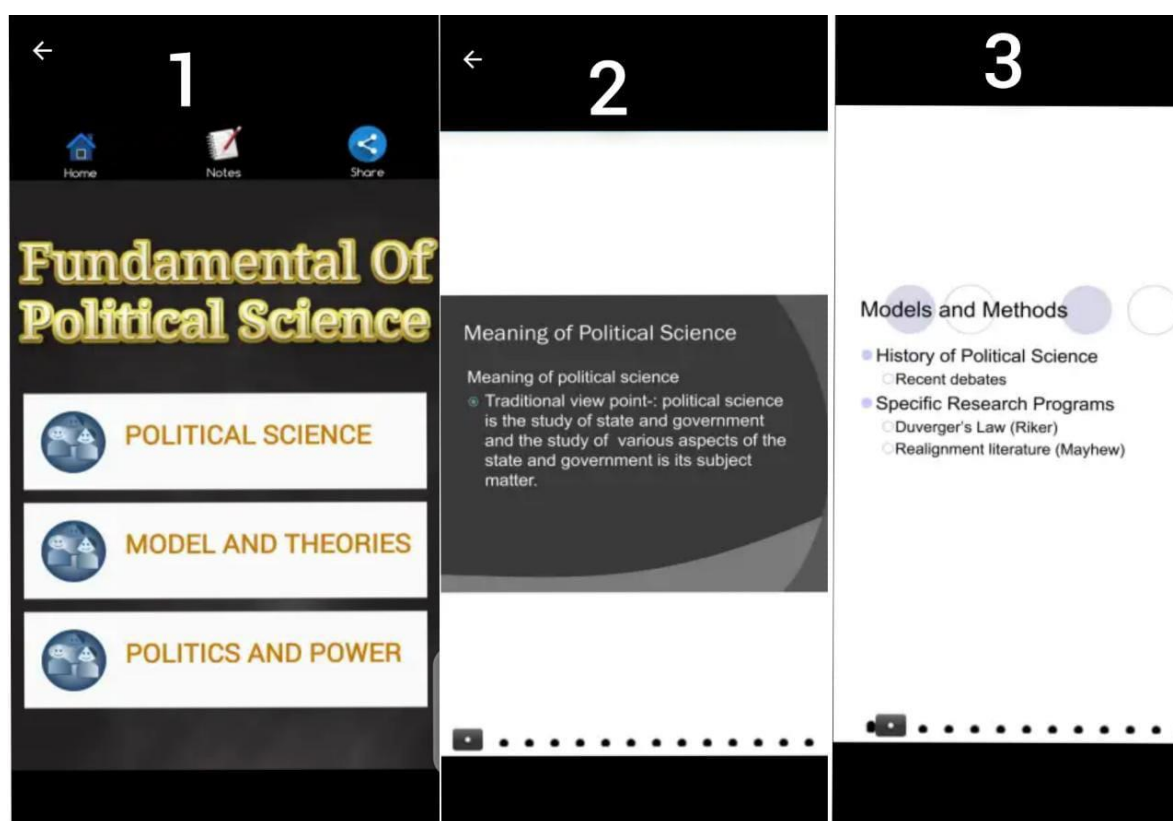 1
Home
Notes
Share
Fundamental Of
Political Science
POLITICAL SCIENCE
MODEL AND THEORIES
POLITICS AND POWER
2
Meaning of Political Science
Meaning of political science
Traditional view point-: political science
is the study of state and government
and the study of various aspects of the
state and government is its subject
matter.
3
Models and Methods
History of Political Science
Recent debates
Specific Research Programs
Duverger's Law (Riker)
Realignment literature (Mayhew)